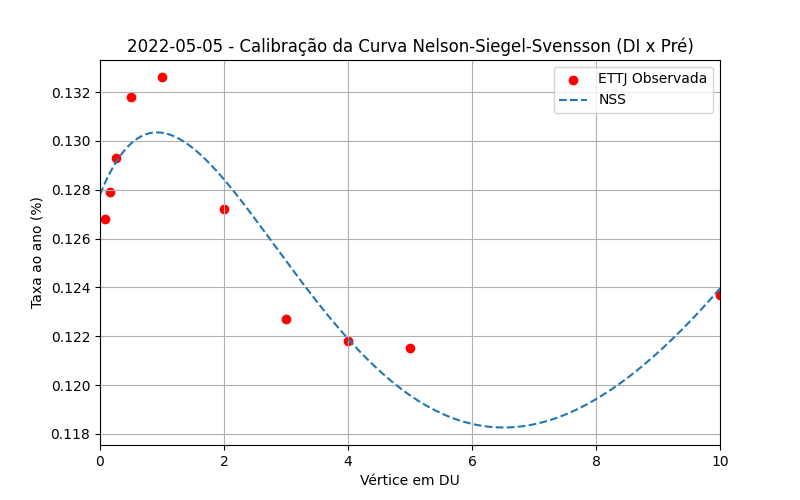 2022-05-05 - Calibração da Curva Nelson-Siegel-Svensson (DI x Pré)
ETTJ Observada
NSS
Taxa ao ano (%)
0.132
0.130
0.128
0.126
0.124
0.122
0.120
0.118
0 2 4 6 8 10
Vértice em DU